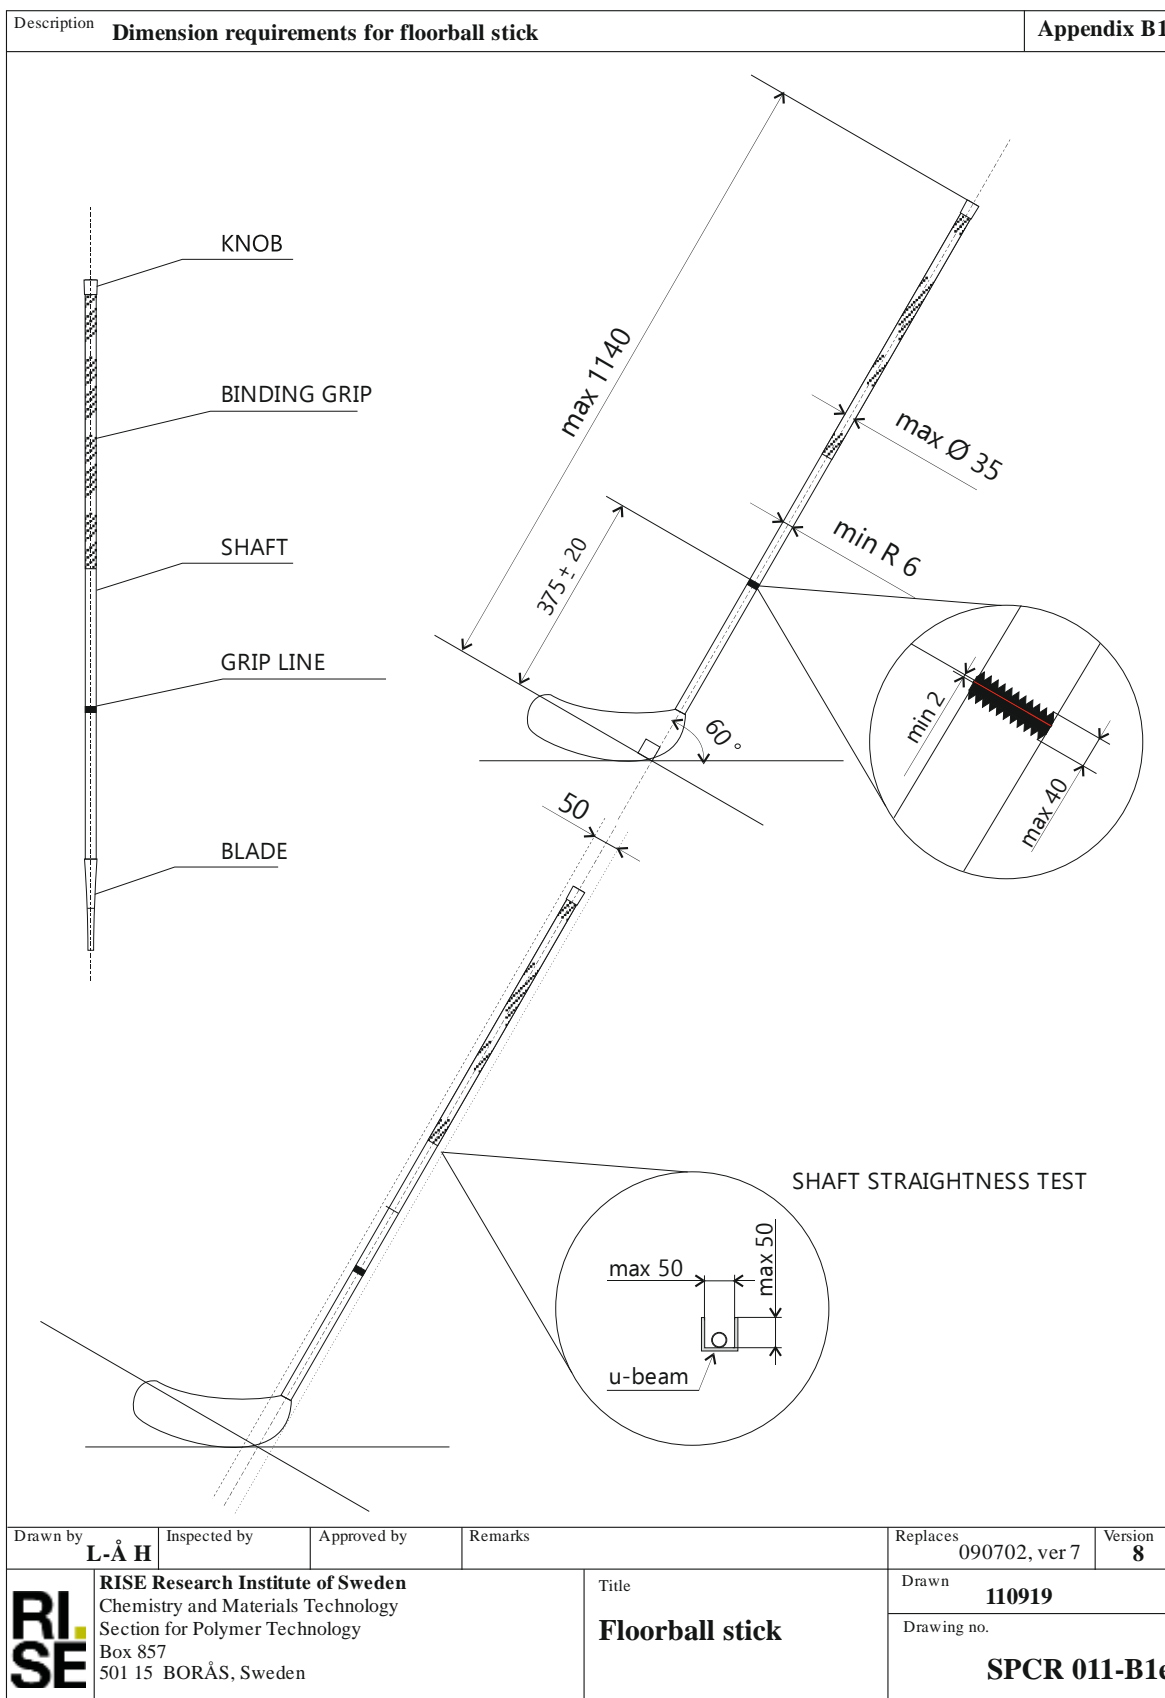 Description
Dimension requirements for floorball stick
Appendix B1
KNOB
BINDING GRIP
SHAFT
GRIP LINE
BLADE
max 1140
max Ø 35
min R 6
375 ± 20
60°
min 2
max 40
50
SHAFT STRAIGHTNESS TEST
max 50
max 50
u-beam
Drawn by
L-Å H
Inspected by
Approved by
Remarks
Replaces
090702, ver 7
Version
8
RI.
SE
RISE Research Institute of Sweden
Chemistry and Materials Technology
Section for Polymer Technology
Box 857
501 15 BORÅS, Sweden
Title
Floorball stick
Drawn
110919
Drawing no.
SPCR 011-B1e